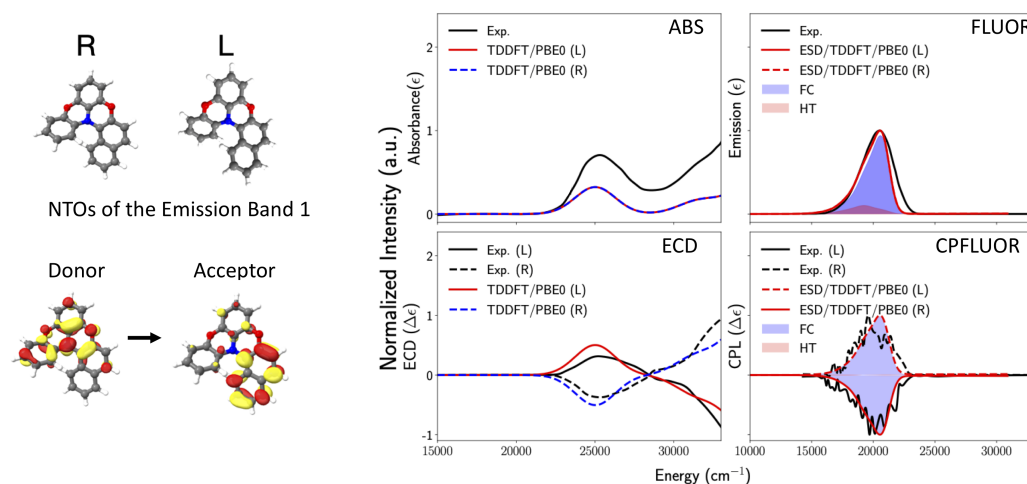 R
L
NTOs of the Emission Band 1
Donor
Acceptor
Normalized Intensity (a.u.)
Absorbance(ϵ)
2
1
0
ABS
Exp.
TDDFT/PBE0 (L)
TDDFT/PBE0 (R)
Emission (ϵ)
FLUOR
Exp.
ESD/TDDFT/PBE0 (L)
ESD/TDDFT/PBE0 (R)
FC
HT
ECD (Δϵ)
2
1
0
-1
ECD
Exp. (L)
Exp. (R)
TDDFT/PBE0 (L)
TDDFT/PBE0 (R)
15000
20000
25000
30000
CPL (Δϵ)
CPFLUOR
Exp. (L)
Exp. (R)
ESD/TDDFT/PBE0 (L)
ESD/TDDFT/PBE0 (R)
FC
HT
10000
15000
20000
25000
30000
Energy (cm⁻¹)